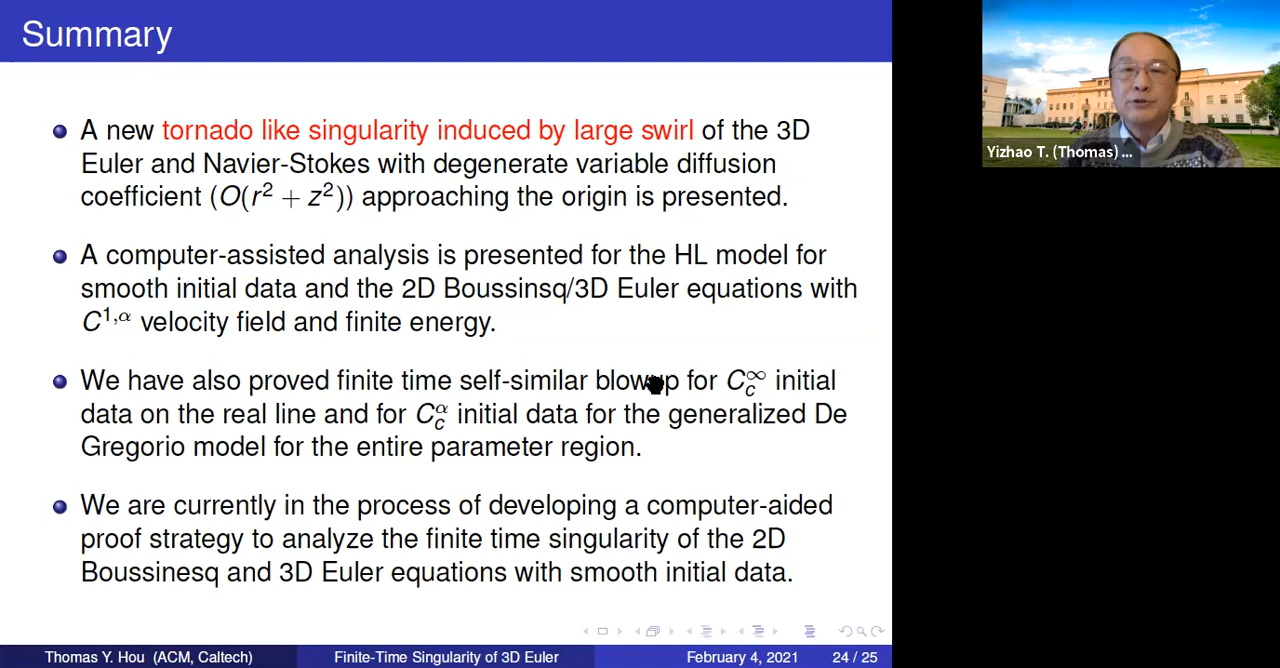 Summary
A new tornado like singularity induced by large swirl of the 3D
Euler and Navier-Stokes with degenerate variable diffusion
coefficient (O(r² + z²)) approaching the origin is presented.
A computer-assisted analysis is presented for the HL model for
smooth initial data and the 2D Boussinsq/3D Euler equations with
C^{1,α} velocity field and finite energy.
We have also proved finite time self-similar blowup for C_c^∞ initial
data on the real line and for C_c^α initial data for the generalized De
Gregorio model for the entire parameter region.
We are currently in the process of developing a computer-aided
proof strategy to analyze the finite time singularity of the 2D
Boussinesq and 3D Euler equations with smooth initial data.
Thomas Y. Hou (ACM, Caltech) Finite-Time Singularity of 3D Euler February 4, 2021 24 / 25
Yizhao T. (Thomas) ...